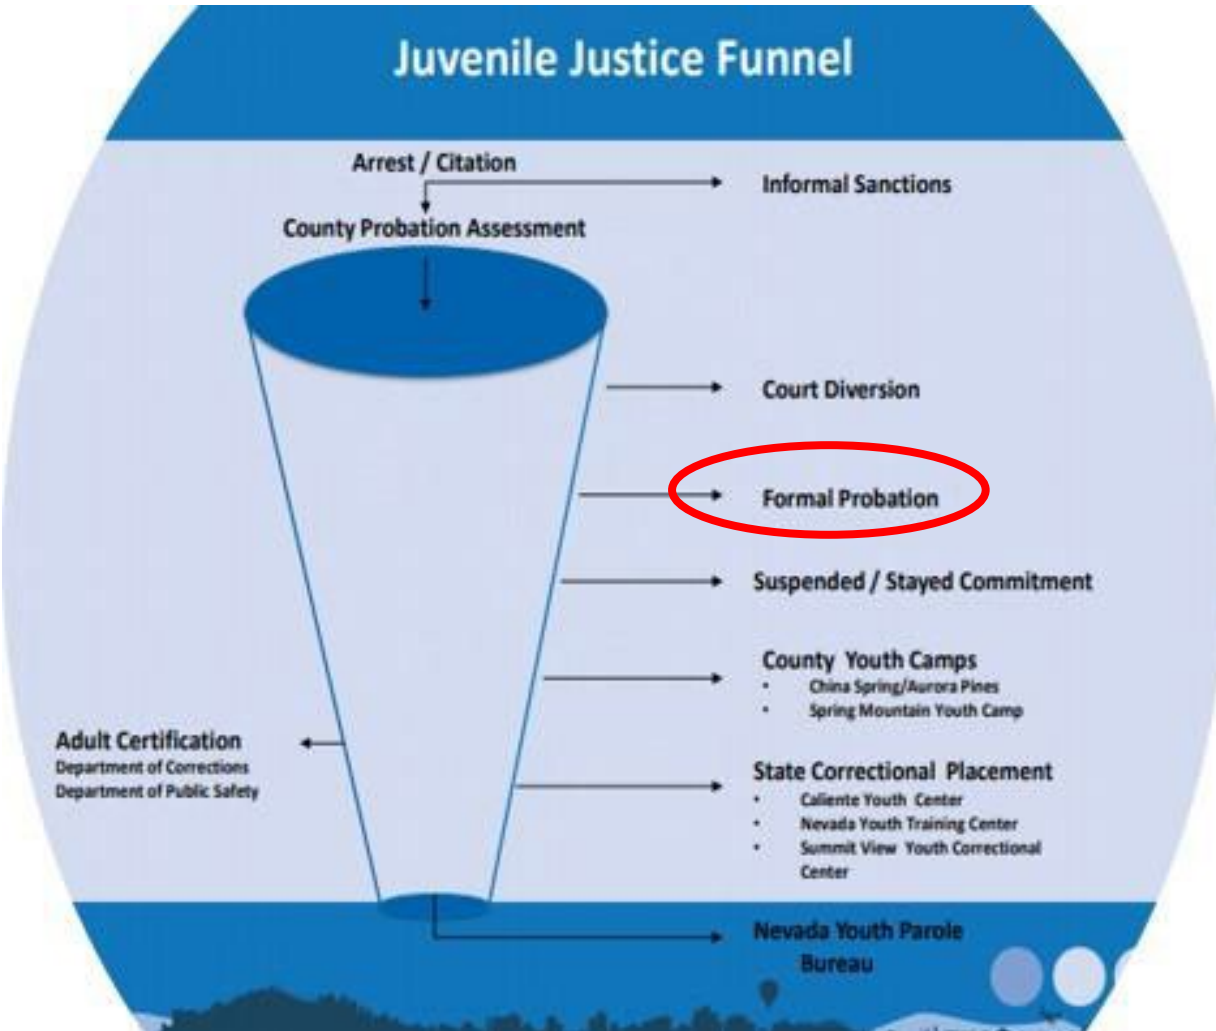 Juvenile Justice Funnel
Arrest / Citation
Informal Sanctions
County Probation Assessment
Court Diversion
Formal Probation
Suspended / Stayed Commitment
County Youth Camps
• China Spring/Aurora Pines
• Spring Mountain Youth Camp
Adult Certification
Department of Corrections
Department of Public Safety
State Correctional Placement
• Caliente Youth Center
• Nevada Youth Training Center
• Summit View Youth Correctional
Center
Nevada Youth Parole
Bureau